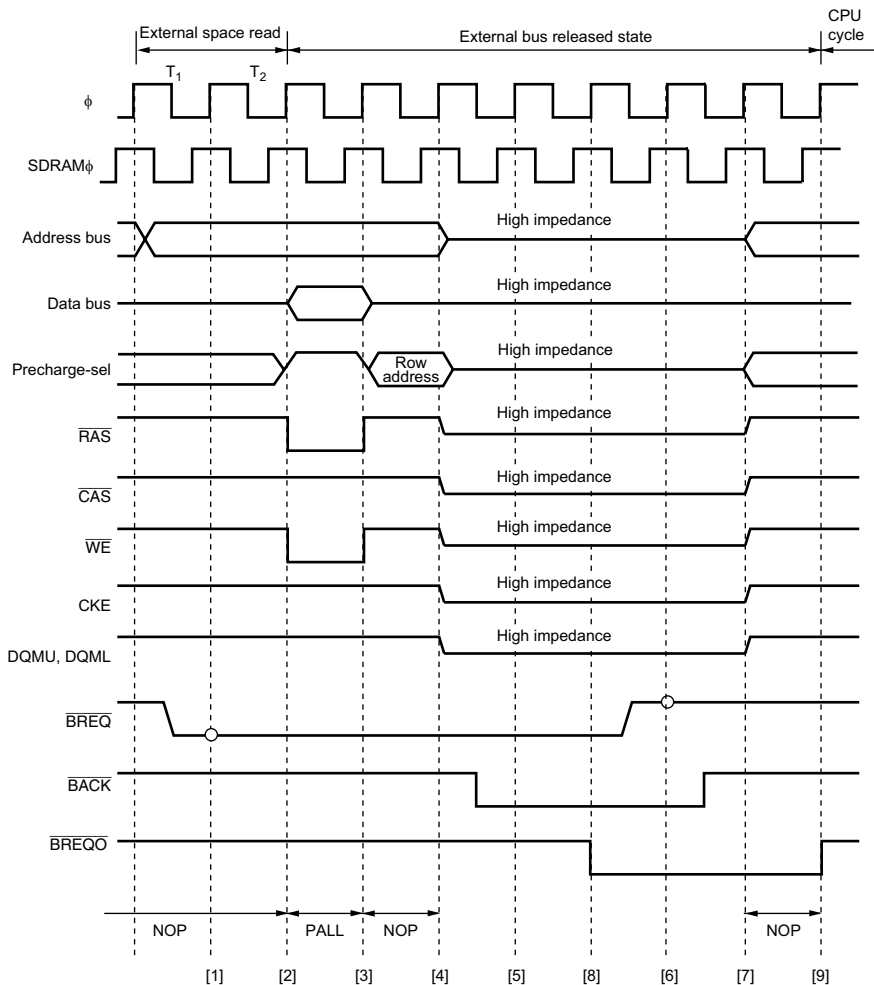 External space read
External bus released state
CPU
cycle
T1
T2
ϕ
SDRAMϕ
Address bus
High impedance
Data bus
High impedance
Precharge-sel
Row
address
High impedance
RAS
High impedance
CAS
High impedance
WE
High impedance
CKE
High impedance
DQMU, DQML
High impedance
BREQ
BACK
BREQO
NOP
PALL
NOP
NOP
[1]
[2]
[3]
[4]
[5]
[8]
[6]
[7]
[9]